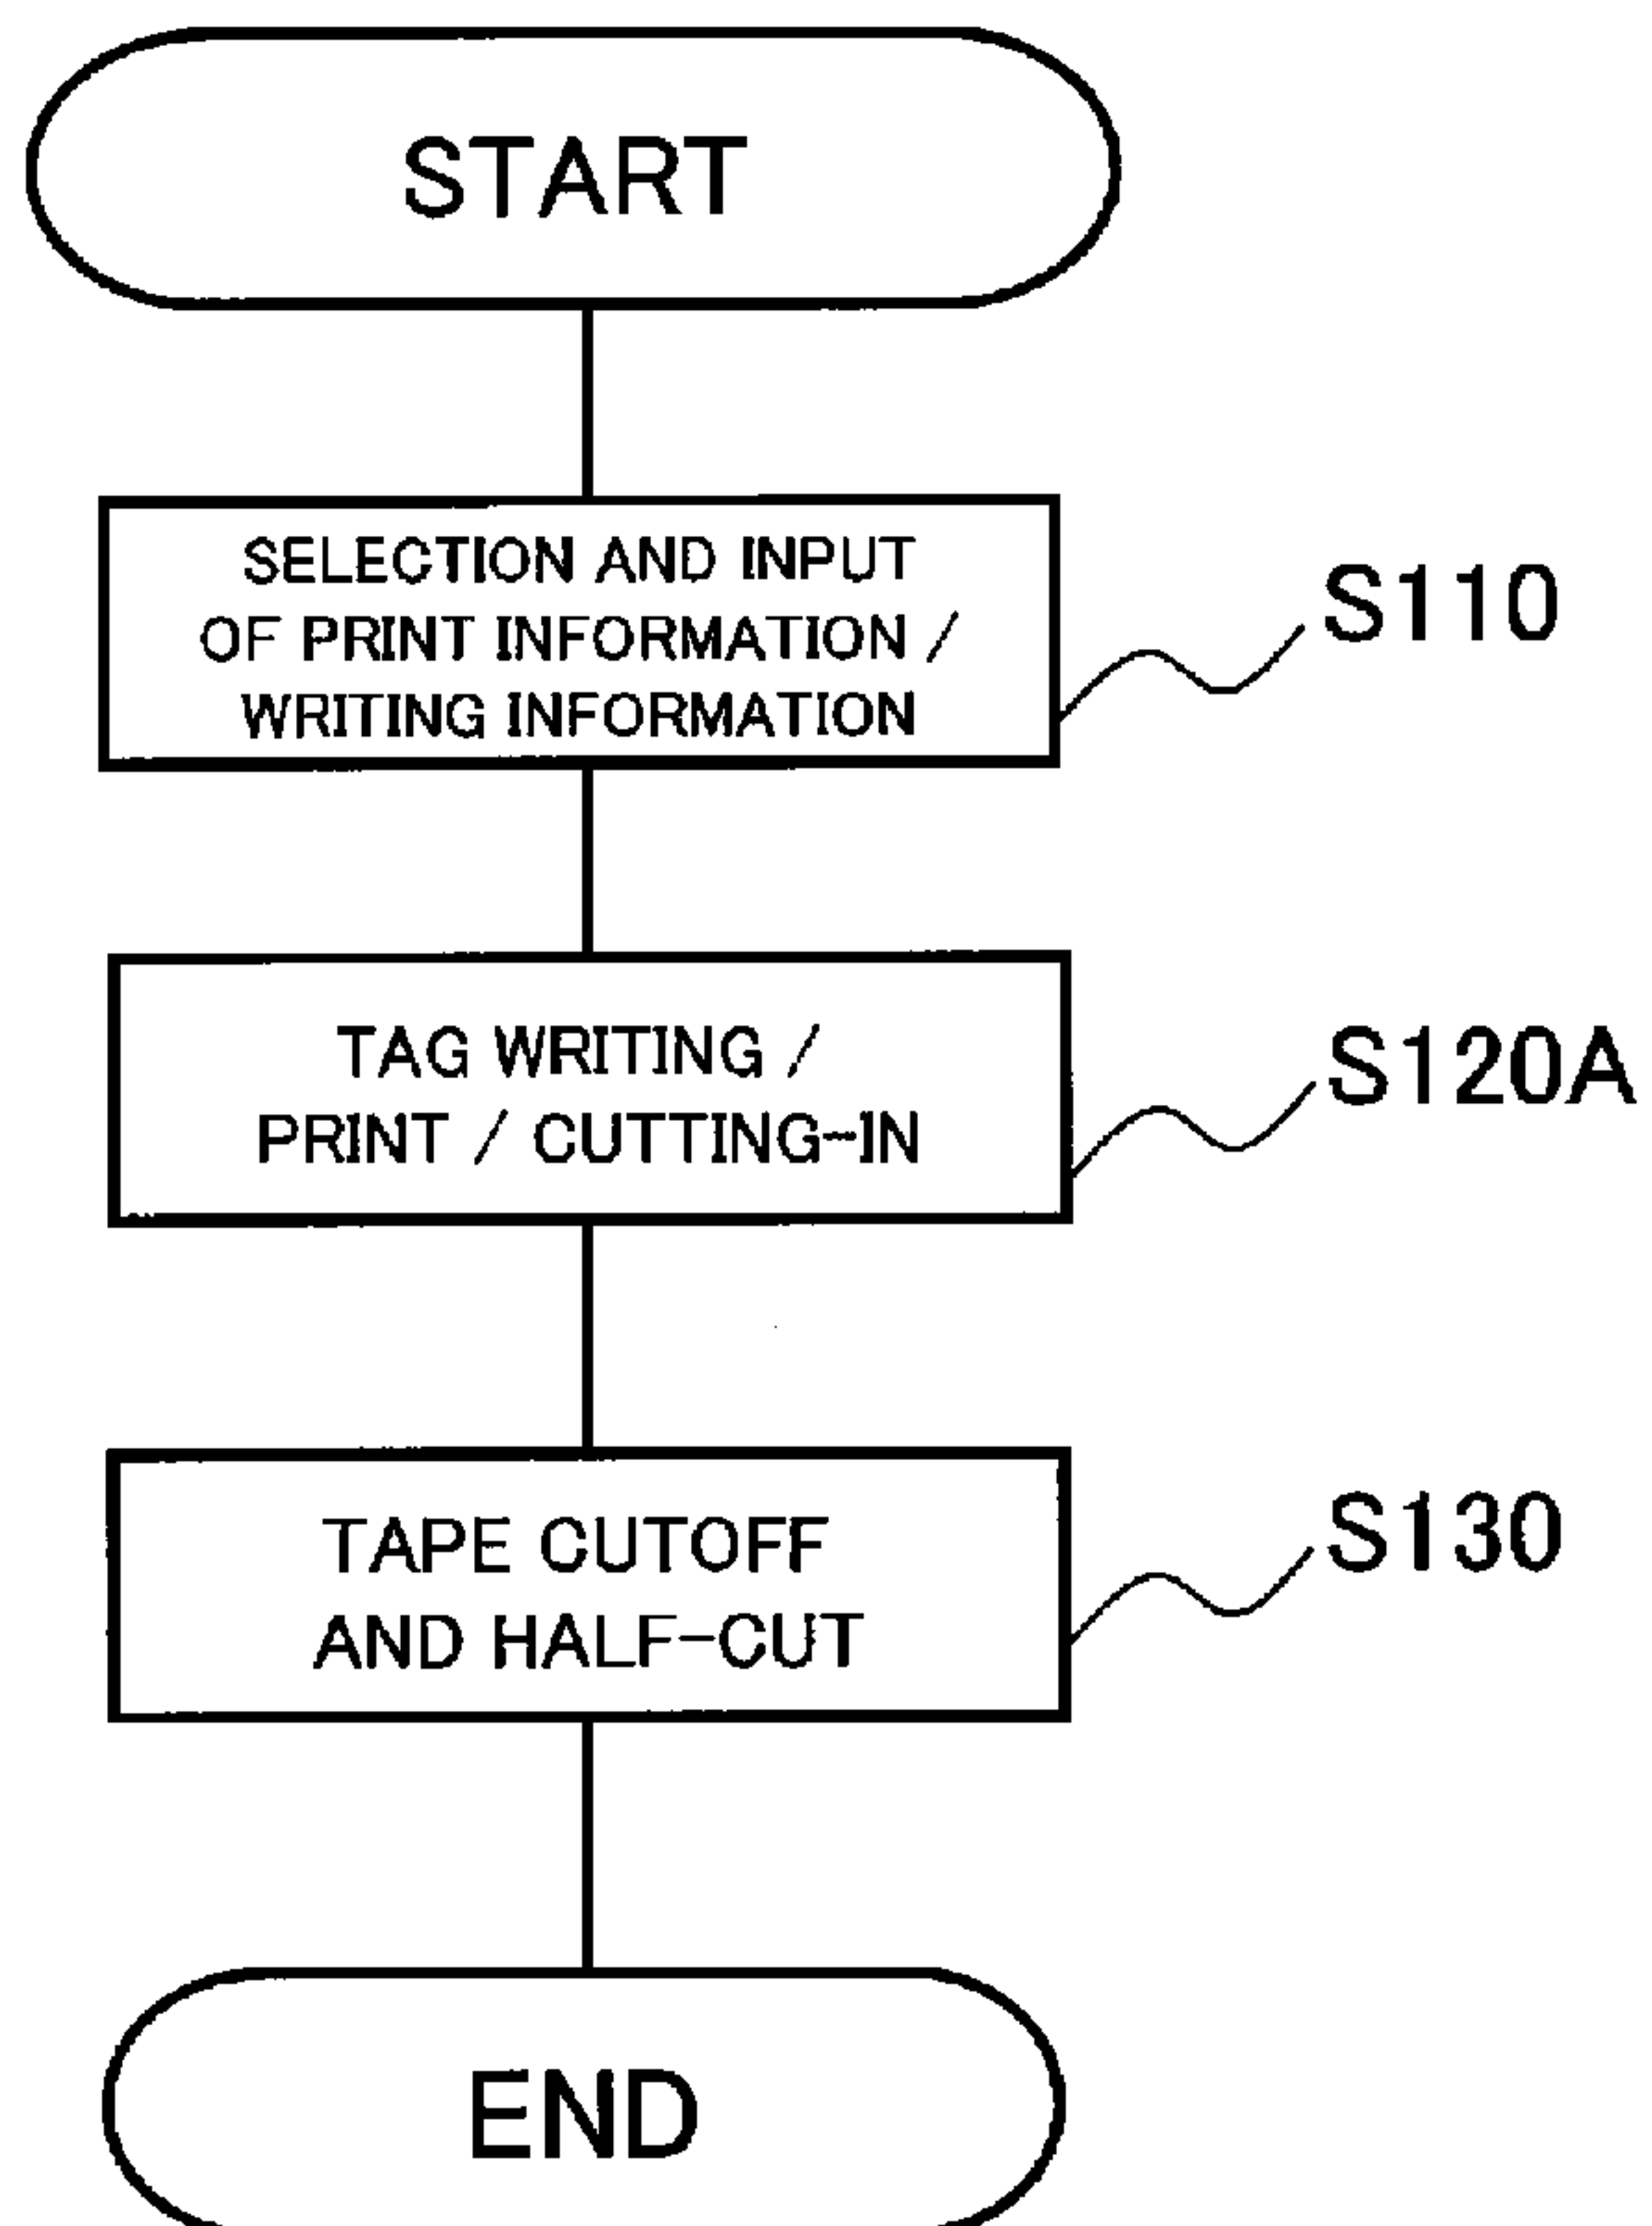 START
SELECTION AND INPUT
OF PRINT INFORMATION /
WRITING INFORMATION
S110
TAG WRITING /
PRINT / CUTTING-IN
S120A
TAPE CUTOFF
AND HALF-CUT
S130
END